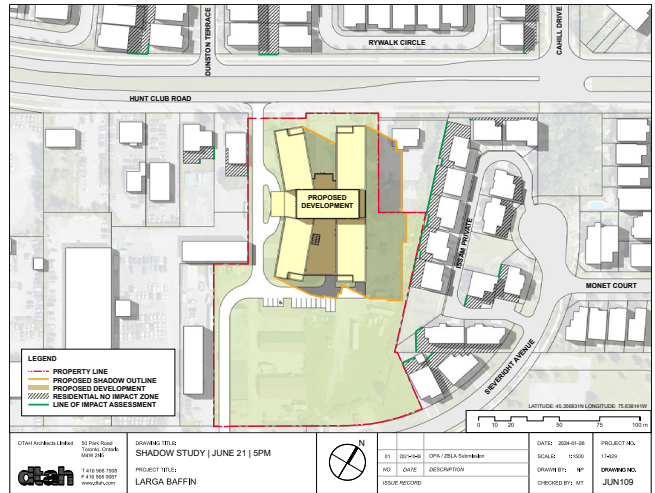 DUNSTON TERRACE
RYWALK CIRCLE
CAHILL DRIVE
HUNT CLUB ROAD
PROPOSED
DEVELOPMENT
ISSAM PRIVATE
MONET COURT
SIEVERIGHT AVENUE
LEGEND
PROPERTY LINE
PROPOSED SHADOW OUTLINE
PROPOSED DEVELOPMENT
RESIDENTIAL NO IMPACT ZONE
LINE OF IMPACT ASSESSMENT
LATITUDE: 45.356831N LONGITUDE: 75.638141W
0 10 20 50 75 100 m
DTAH Architects Limited
50 Park Road
Toronto, Ontario
M4W 2N5
T 416 968 7908
F 416 968 0687
www.dtah.com
dtah
DRAWING TITLE:
SHADOW STUDY | JUNE 21 | 5PM
PROJECT TITLE:
LARGA BAFFIN
N
01 OPA / ZBLA Submission
NO. DATE DESCRIPTION
ISSUE RECORD
DATE: 2024-01-26
SCALE: 1:1500
DRAWN BY: NP
CHECKED BY: MT
PROJECT NO.
17-029
DRAWING NO.
JUN109